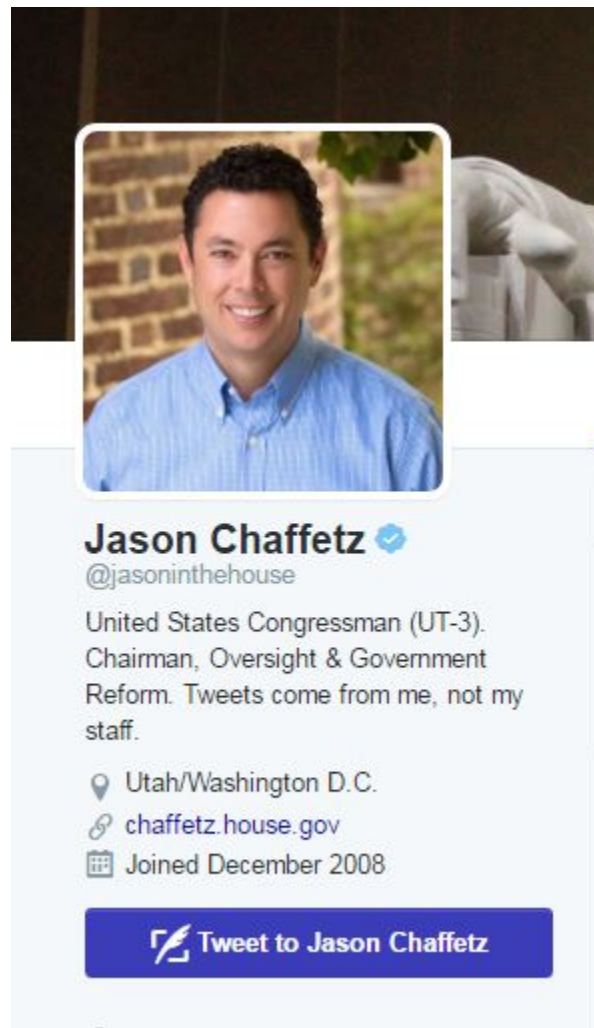 Jason Chaffetz
@jasoninthehouse
United States Congressman (UT-3).
Chairman, Oversight & Government
Reform. Tweets come from me, not my
staff.
Utah/Washington D.C.
chaffetz.house.gov
Joined December 2008
Tweet to Jason Chaffetz